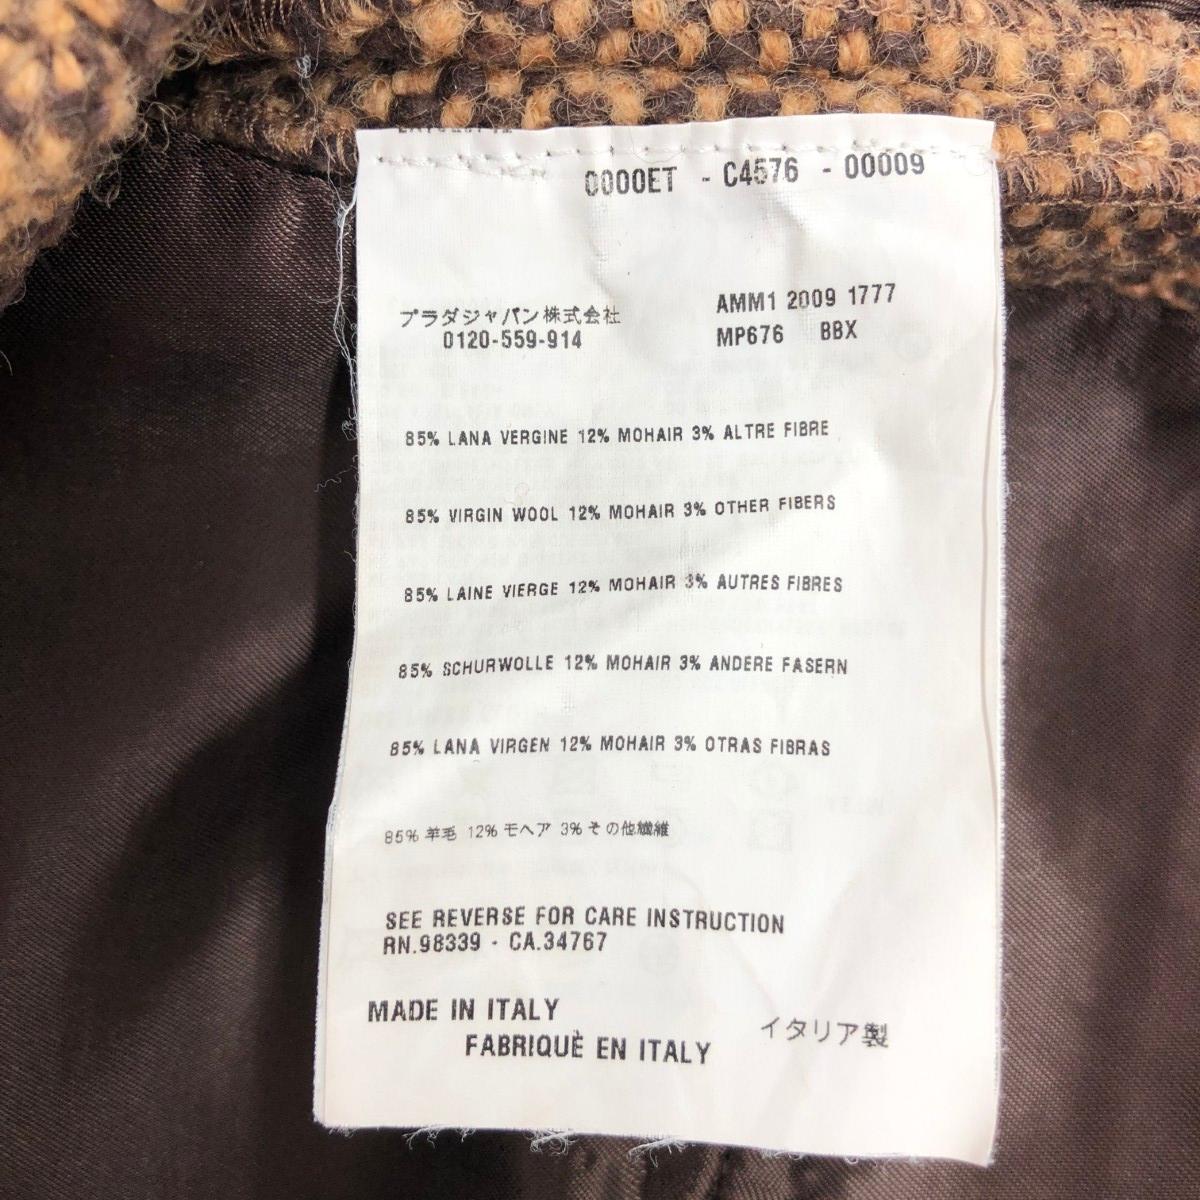 0000ET - C4576 - 00009
プラダジャパン株式会社
0120-559-914
AMM1 2009 1777
MP676 BBX
85% LANA VERGINE 12% MOHAIR 3% ALTRE FIBRE
85% VIRGIN WOOL 12% MOHAIR 3% OTHER FIBERS
85% LAINE VIERGE 12% MOHAIR 3% AUTRES FIBRES
85% SCHURWOLLE 12% MOHAIR 3% ANDERE FASERN
85% LANA VIRGEN 12% MOHAIR 3% OTRAS FIBRAS
85% 羊毛 12% モヘア 3% その他繊維
SEE REVERSE FOR CARE INSTRUCTION
RN.98339 - CA.34767
MADE IN ITALY
FABRIQUÈ EN ITALY
イタリア製